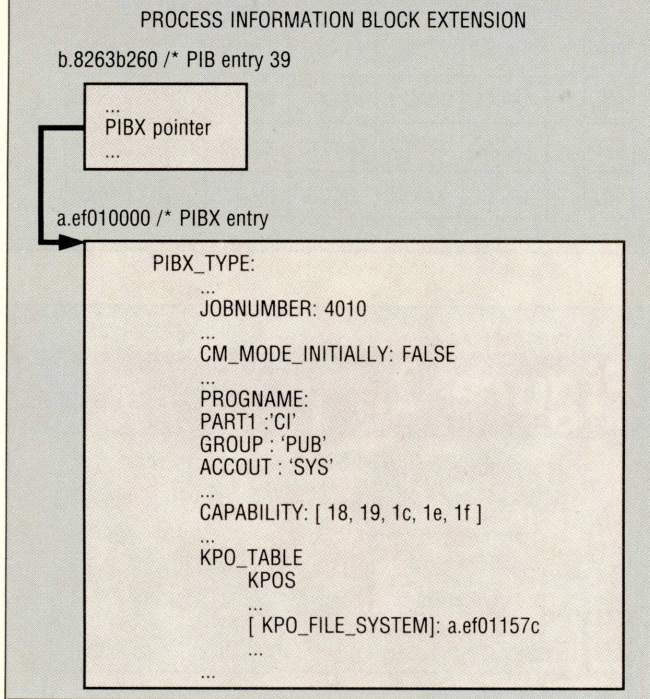 PROCESS INFORMATION BLOCK EXTENSION
b.8263b260 /* PIB entry 39
...
PIBX pointer
...
a.ef010000 /* PIBX entry
PIBX_TYPE:
...
JOBNUMBER: 4010
...
CM_MODE_INITIALLY: FALSE
...
PROGNAME:
PART1 :'CI'
GROUP : 'PUB'
ACCOUT : 'SYS'
...
CAPABILITY: [ 18, 19, 1c, 1e, 1f ]
...
KPO_TABLE
KPOS
...
[ KPO_FILE_SYSTEM]: a.ef01157c
...
...